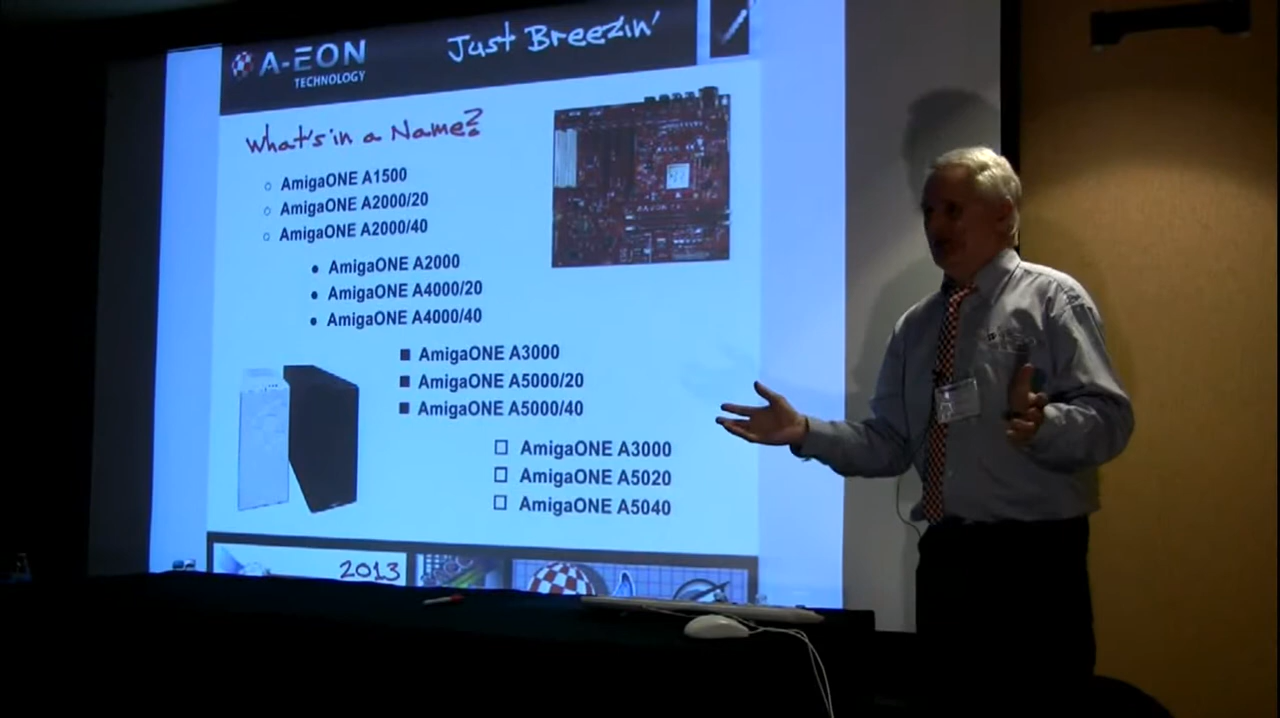 A-EON
TECHNOLOGY
Just Breezin'
What's in a Name?
AmigaONE A1500
AmigaONE A2000/20
AmigaONE A2000/40
AmigaONE A2000
AmigaONE A4000/20
AmigaONE A4000/40
AmigaONE A3000
AmigaONE A5000/20
AmigaONE A5000/40
AmigaONE A3000
AmigaONE A5020
AmigaONE A5040
2013